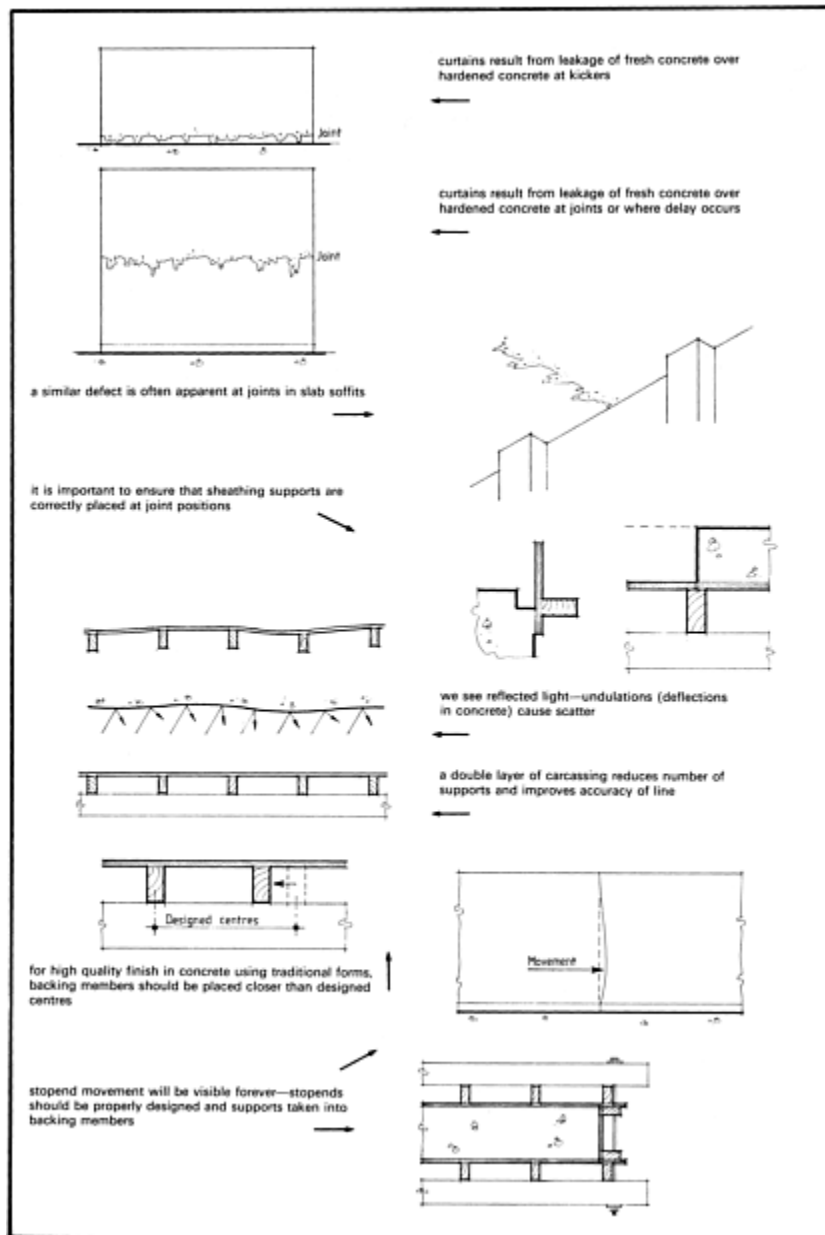 curtains result from leakage of fresh concrete over
hardened concrete at kickers
Joint
curtains result from leakage of fresh concrete over
hardened concrete at joints or where delay occurs
Joint
a similar defect is often apparent at joints in slab soffits
it is important to ensure that sheathing supports are
correctly placed at joint positions
we see reflected light—undulations (deflections
in concrete) cause scatter
a double layer of carcassing reduces number of
supports and improves accuracy of line
Designed centres
for high quality finish in concrete using traditional forms,
backing members should be placed closer than designed
centres
Movement
stopend movement will be visible forever—stopends
should be properly designed and supports taken into
backing members